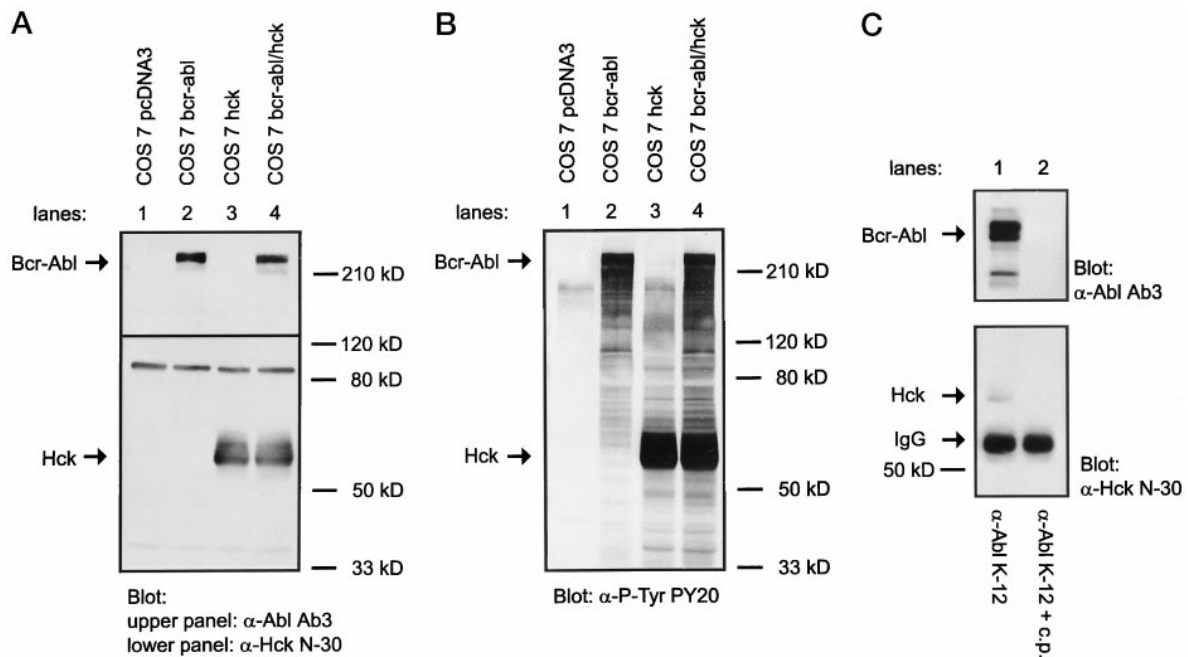 A
COS 7 pcDNA3
COS 7 bcr-abl
COS 7 hck
COS 7 bcr-abl/hck
lanes: 1 2 3 4
Bcr-Abl
210 kD
120 kD
80 kD
Hck
50 kD
33 kD
Blot:
upper panel: α-Abl Ab3
lower panel: α-Hck N-30
B
COS 7 pcDNA3
COS 7 bcr-abl
COS 7 hck
COS 7 bcr-abl/hck
lanes: 1 2 3 4
Bcr-Abl
210 kD
120 kD
80 kD
Hck
50 kD
33 kD
Blot: α-P-Tyr PY20
C
lanes: 1 2
Bcr-Abl
Blot:
α-Abl Ab3
Hck
IgG
50 kD
Blot:
α-Hck N-30
α-Abl K-12
α-Abl K-12 + c.p.